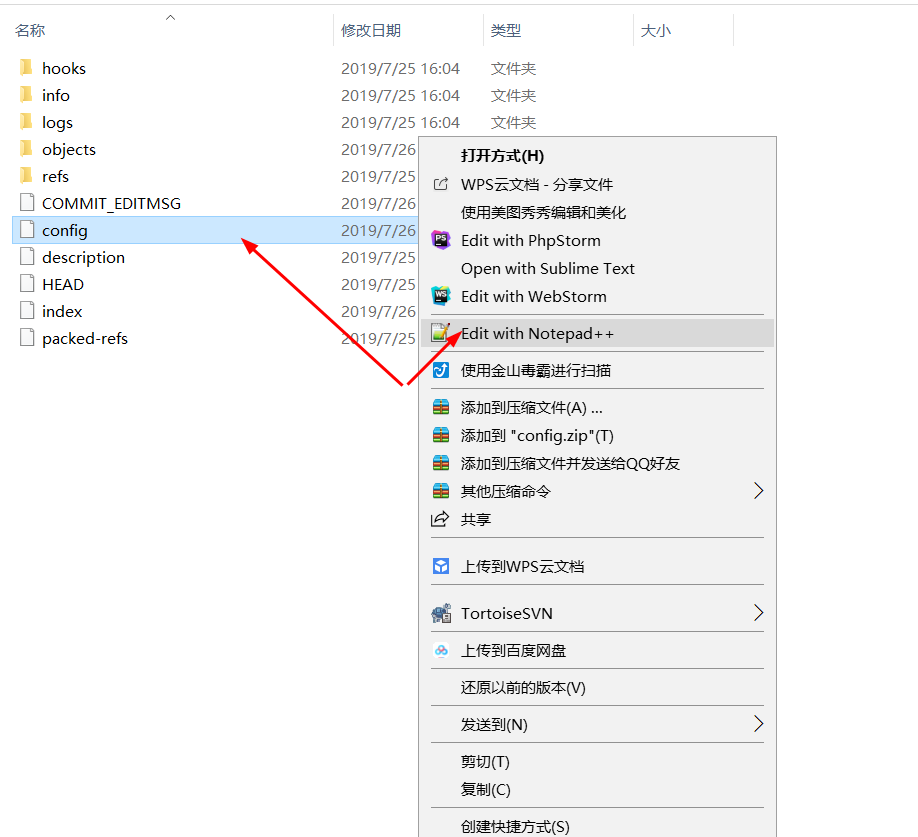 名称 修改日期 类型 大小
hooks 2019/7/25 16:04 文件夹
info 2019/7/25 16:04 文件夹
logs 2019/7/25 16:04 文件夹
objects 2019/7/26
refs 2019/7/25
COMMIT_EDITMSG 2019/7/26
config 2019/7/26
description 2019/7/25
HEAD 2019/7/25
index 2019/7/26
packed-refs 2019/7/25
打开方式(H)
WPS云文档 - 分享文件
使用美图秀秀编辑和美化
Edit with PhpStorm
Open with Sublime Text
Edit with WebStorm
Edit with Notepad++
使用金山毒霸进行扫描
添加到压缩文件(A) ...
添加到 "config.zip"(T)
添加到压缩文件并发送给QQ好友
其他压缩命令
共享
上传到WPS云文档
TortoiseSVN
上传到百度网盘
还原以前的版本(V)
发送到(N)
剪切(T)
复制(C)
创建快捷方式(S)